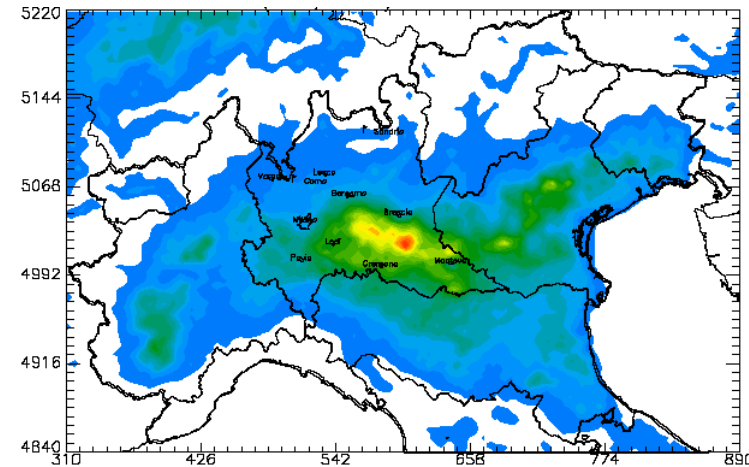 5220
5144
Sondrio
Lecco
Varese
Como
5068
Bergamo
Brescia
Milano
Lodi
Pavia
Cremona
Mantova
4992
4916
4840
310 426 542 658 774 890